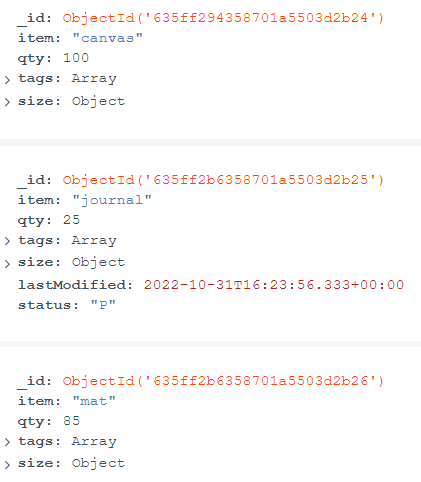 _id: ObjectId('635ff294358701a5503d2b24')
item: "canvas"
qty: 100
> tags: Array
> size: Object
_id: ObjectId('635ff2b6358701a5503d2b25')
item: "journal"
qty: 25
> tags: Array
> size: Object
lastModified: 2022-10-31T16:23:56.333+00:00
status: "P"
_id: ObjectId('635ff2b6358701a5503d2b26')
item: "mat"
qty: 85
> tags: Array
> size: Object